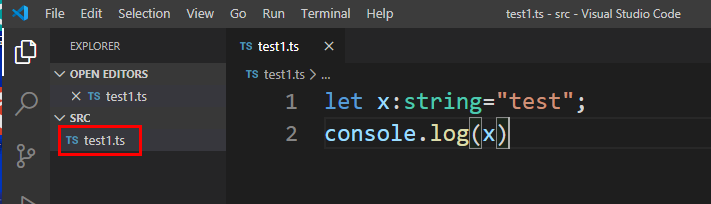 File Edit Selection View Go Run Terminal Help test1.ts - src - Visual Studio Code
EXPLORER
OPEN EDITORS
TS test1.ts
SRC
TS test1.ts
TS test1.ts
TS test1.ts > ...
1 let x:string="test";
2 console.log(x)